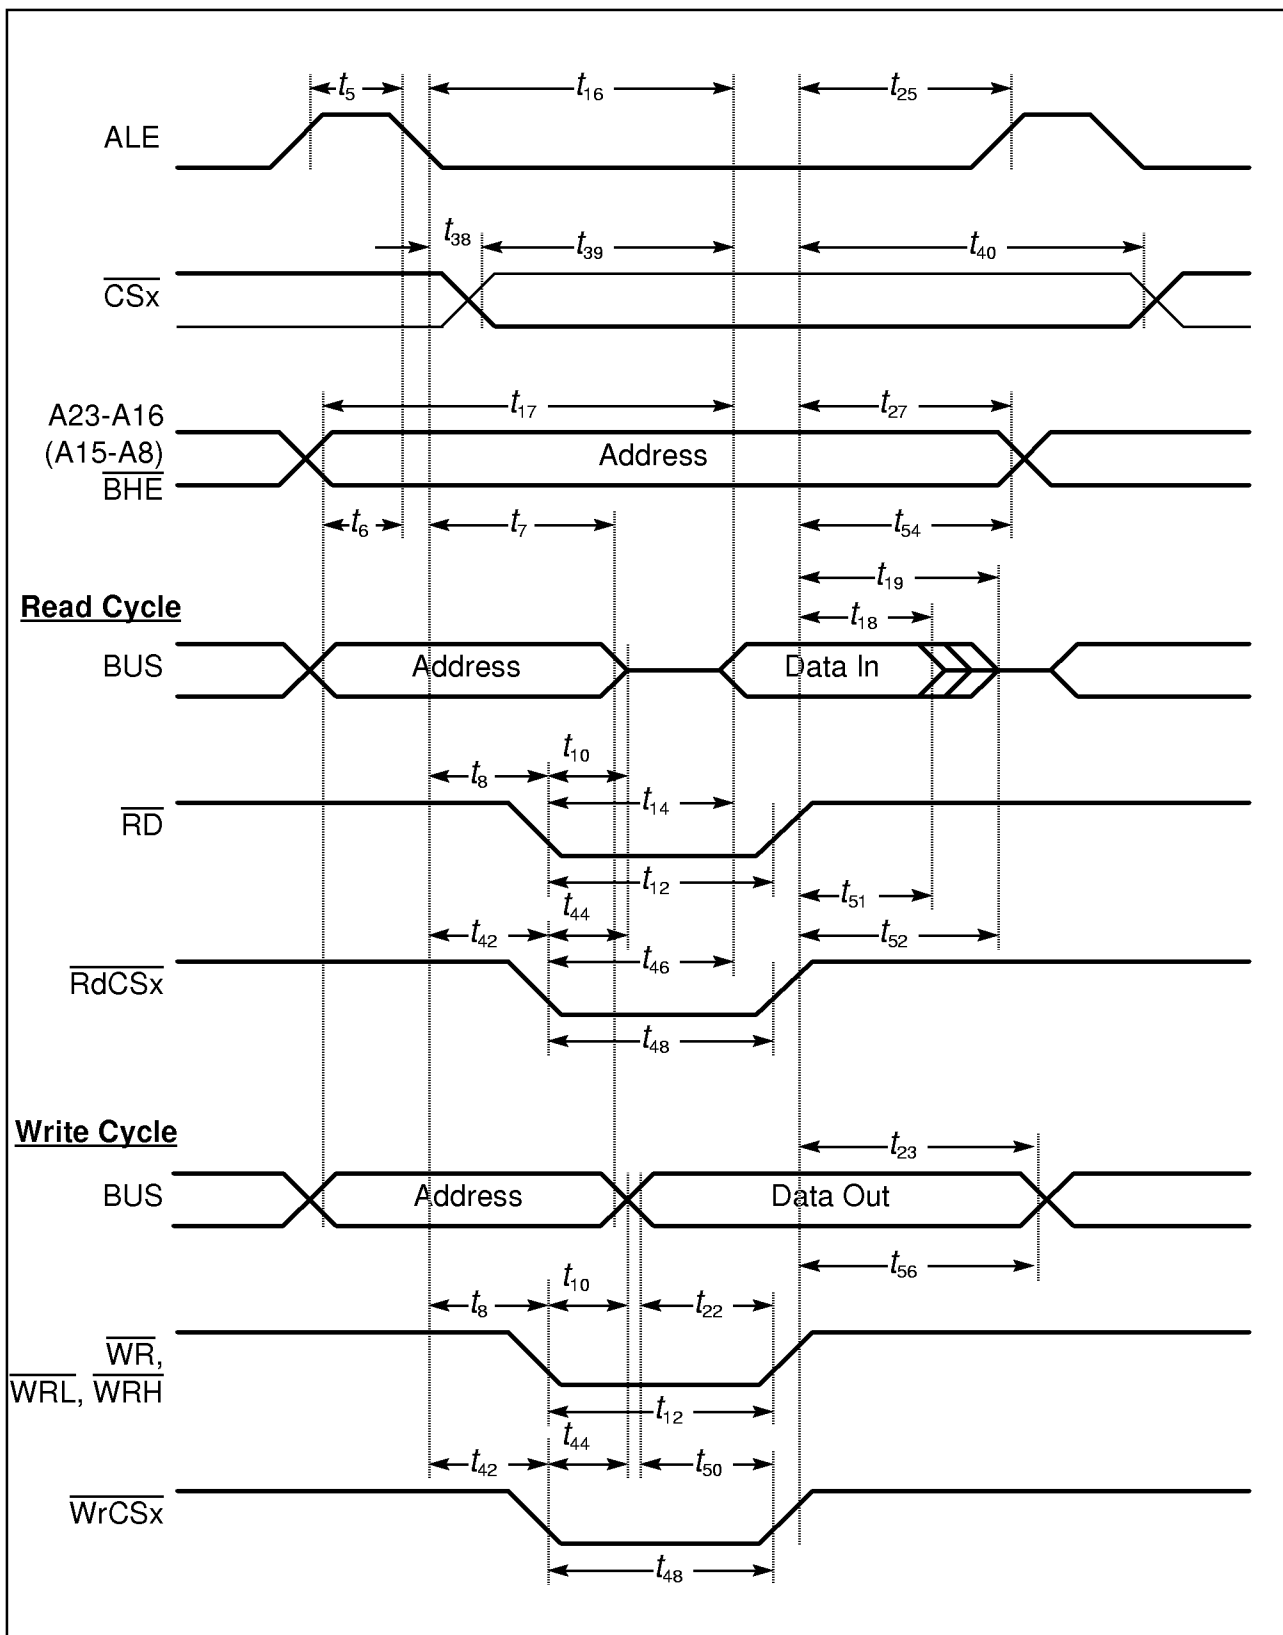 t5
t16
t25
ALE
t38
t39
t40
CSx
A23-A16
t17
t27
(A15-A8)
Address
BHE
t6
t7
t54
t19
Read Cycle
t18
BUS
Address
Data In
t10
t8
t14
RD
t12
t51
t44
t42
t52
t46
RdCSx
t48
Write Cycle
t23
BUS
Address
Data Out
t56
t10
t8
t22
WR,
WRL, WRH
t12
t44
t42
t50
WrCSx
t48